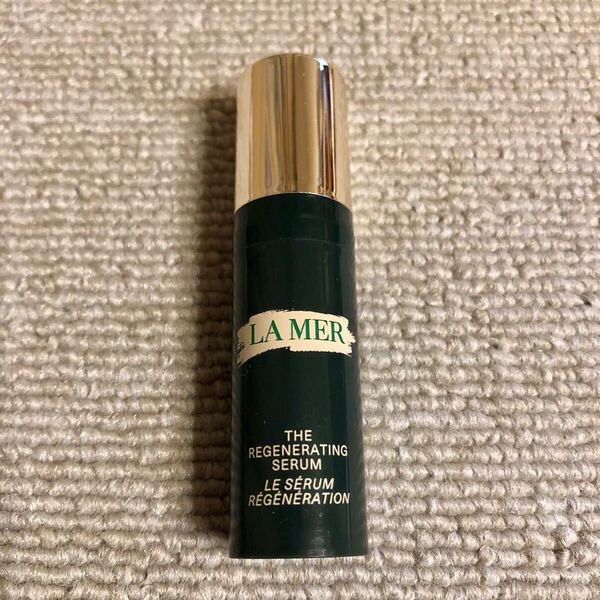 LA MER
THE
REGENERATING
SERUM
LE SÉRUM
RÉGÉNÉRATION